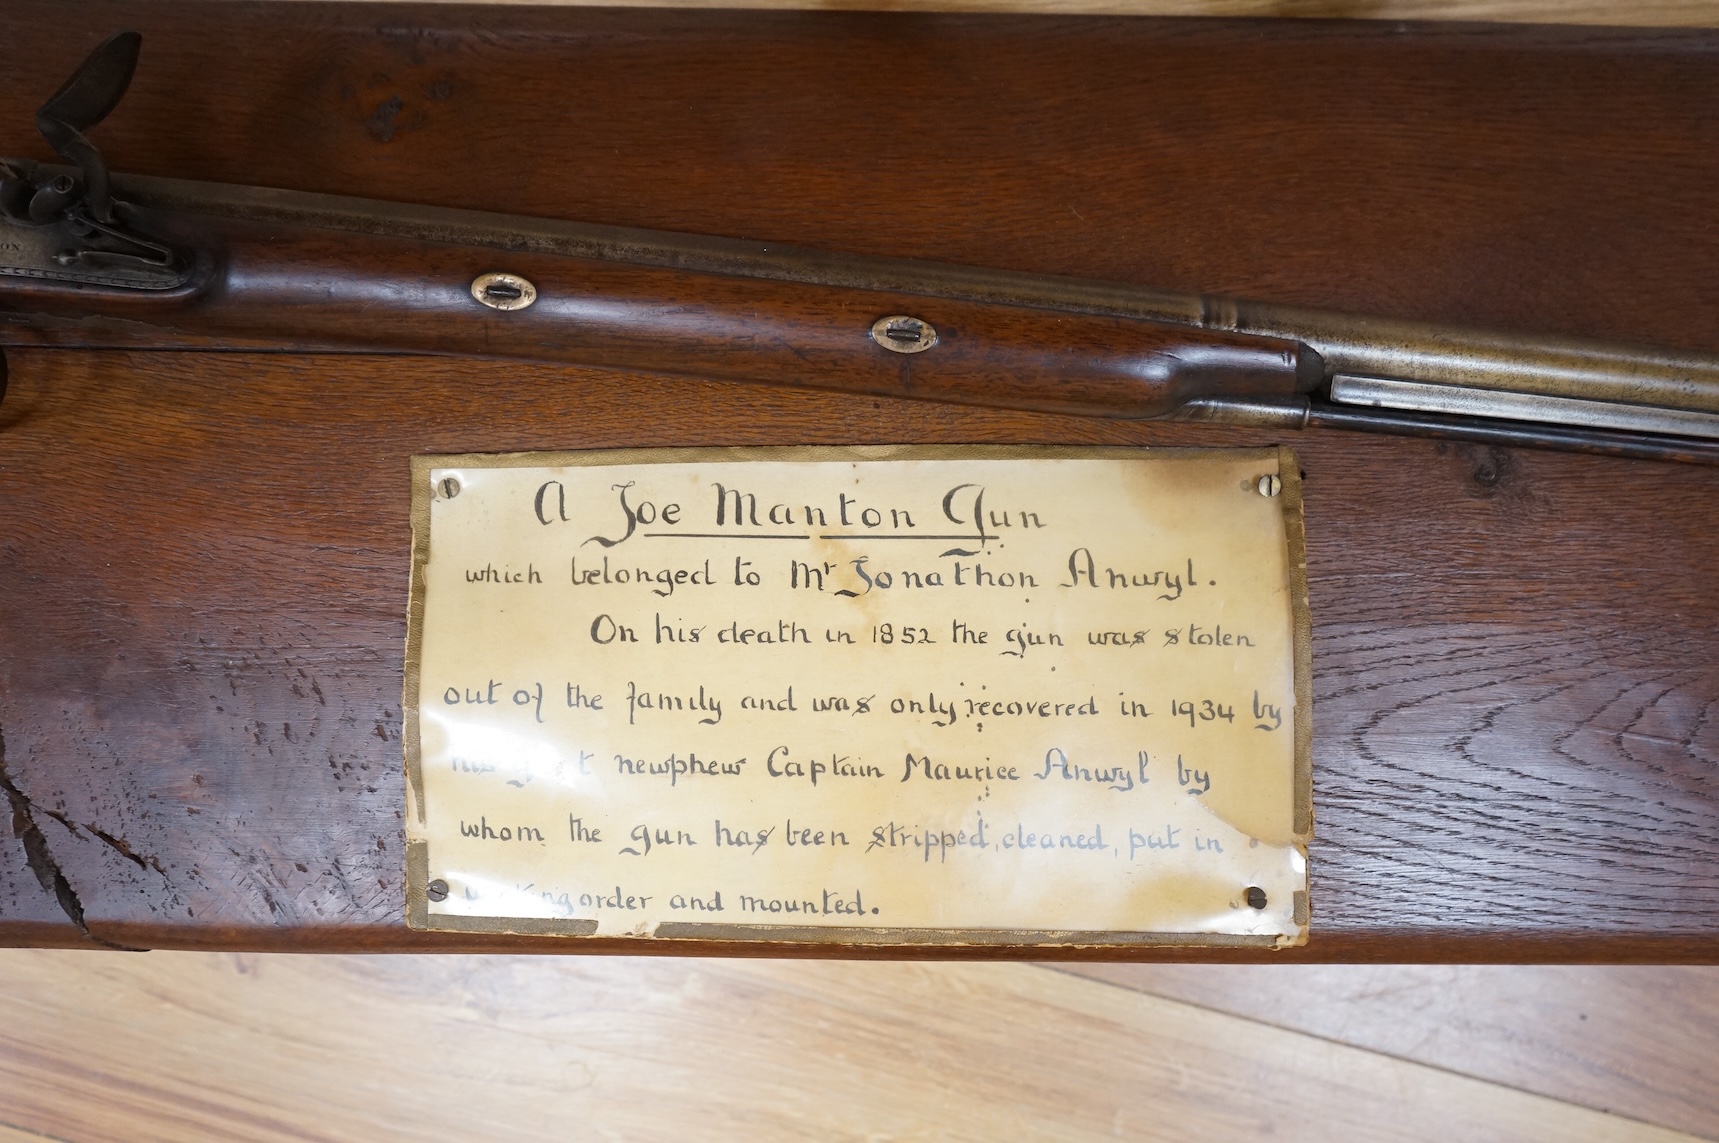 ON
A Joe Manton Gun
which belonged to Mr Jonathon Anwyl.
On his death in 1852 the gun was stolen
out of the family and was only recovered in 1934 by
his newphew Captain Maurice Anwyl by
whom the gun has been stripped, cleaned, put in
order and mounted.